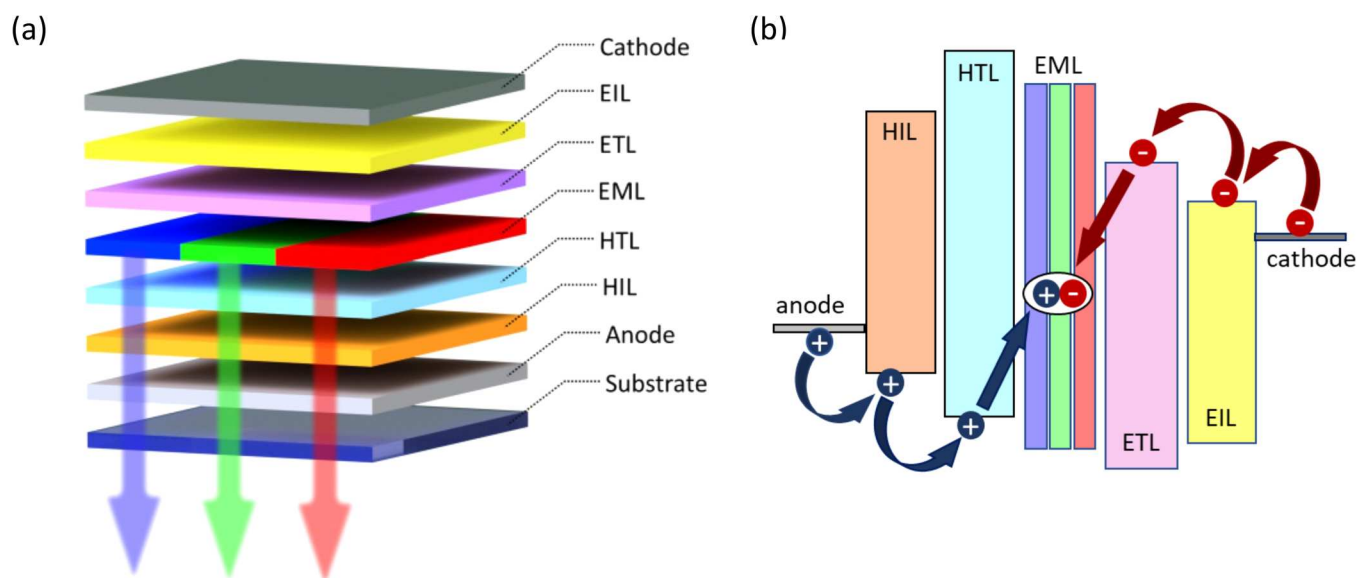 (a)
Cathode
EIL
ETL
EML
HTL
HIL
Anode
Substrate
(b)
HTL
EML
HIL
anode
cathode
EIL
ETL
+
+
+
+
-
-
-
-